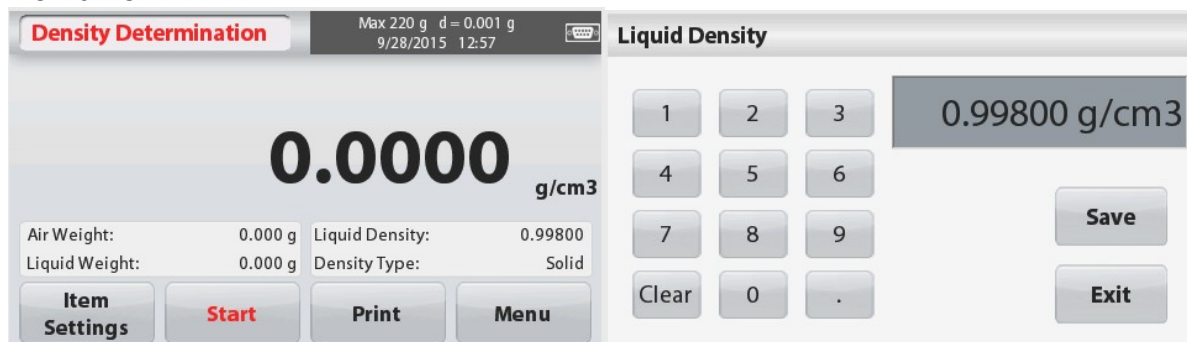 Density Determination
Max 220 g d = 0.001 g
9/28/2015 12:57
0.0000 g/cm3
Air Weight: 0.000 g Liquid Density: 0.99800
Liquid Weight: 0.000 g Density Type: Solid
Item Settings Start Print Menu
Liquid Density
1 2 3 0.99800 g/cm3
4 5 6
7 8 9 Save
Clear 0 . Exit